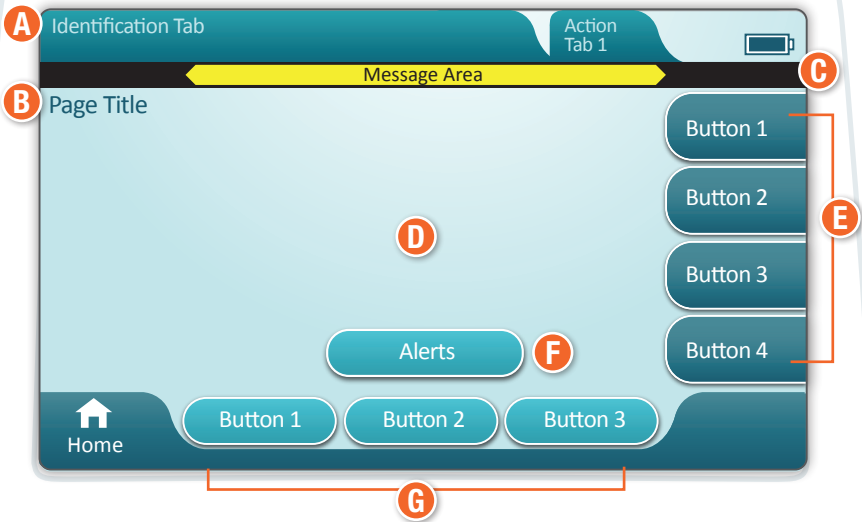 A
Identification Tab
Action
Tab 1
Message Area
C
B
Page Title
Button 1
Button 2
E
D
Button 3
Alerts
F
Button 4
Home
Button 1
Button 2
Button 3
G